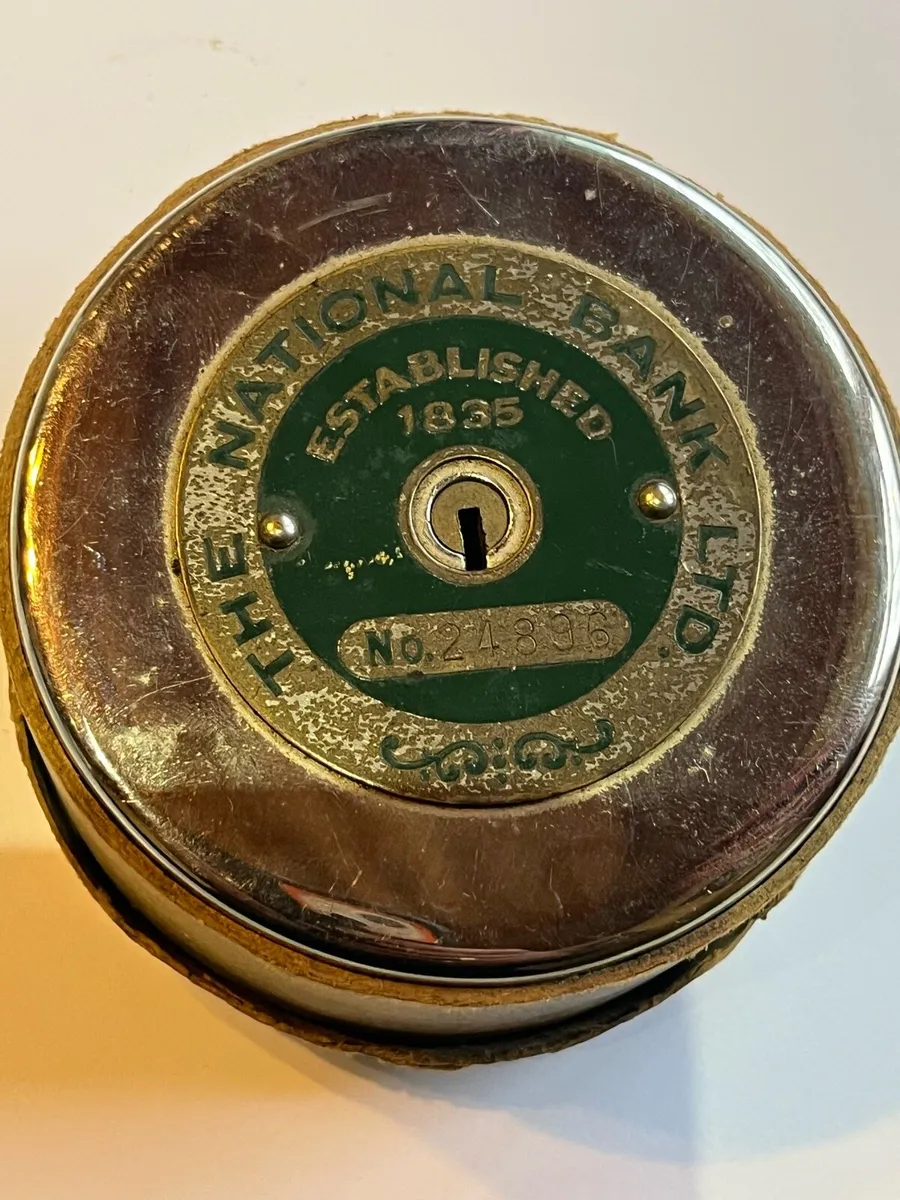 THE NATIONAL BANK LTD.
ESTABLISHED
1835
No. 24896